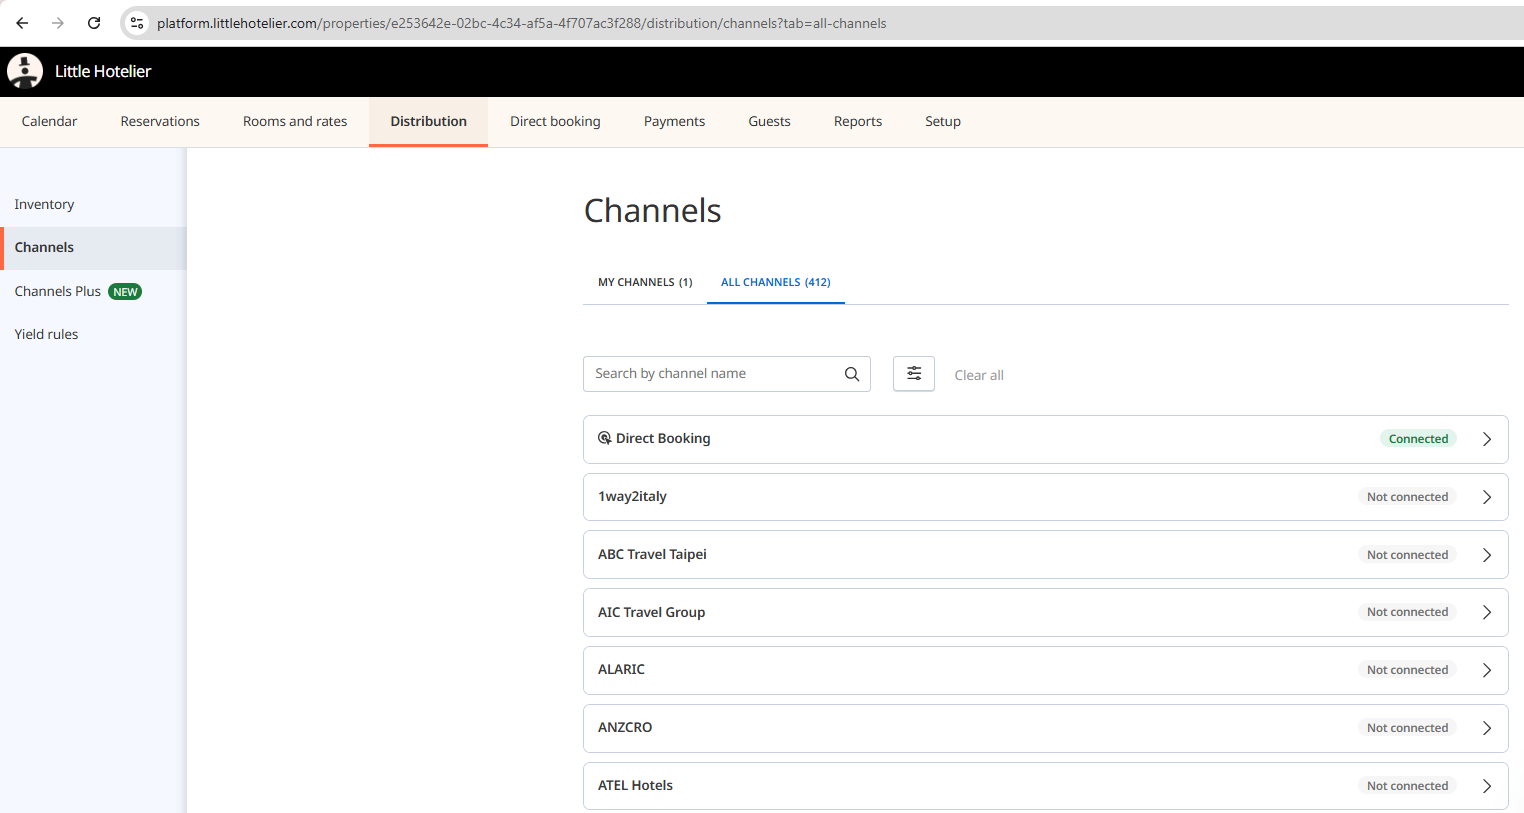 platform.littlehotelier.com/properties/e253642e-02bc-4c34-af5a-4f707ac3f288/distribution/channels?tab=all-channels
Little Hotelier
Calendar Reservations Rooms and rates Distribution Direct booking Payments Guests Reports Setup
Inventory
Channels
Channels Plus NEW
Yield rules
Channels
MY CHANNELS (1) ALL CHANNELS (412)
Search by channel name Clear all
Direct Booking Connected
1way2italy Not connected
ABC Travel Taipei Not connected
AIC Travel Group Not connected
ALARIC Not connected
ANZCRO Not connected
ATEL Hotels Not connected